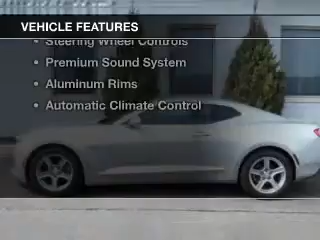 VEHICLE FEATURES
• Steering Wheel Controls
• Premium Sound System
• Aluminum Rims
• Automatic Climate Control